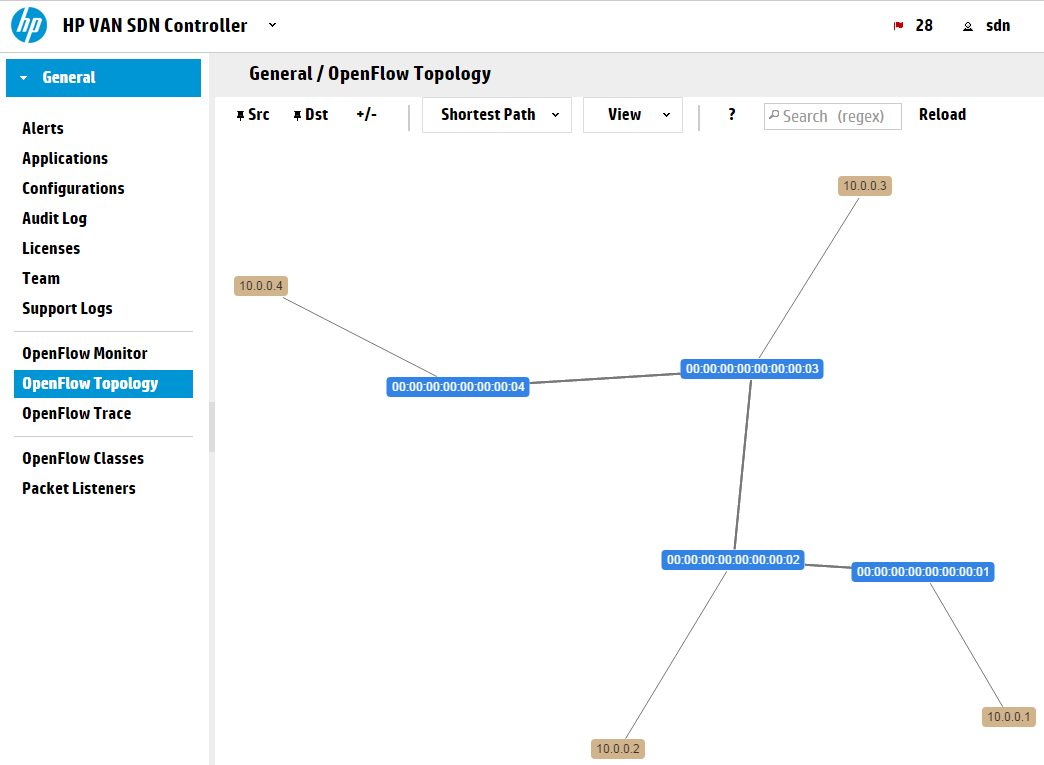 hp HP VAN SDN Controller 28 sdn
General General / OpenFlow Topology
Src Dst +/- Shortest Path View ? Search (regex) Reload
Alerts
Applications
Configurations
Audit Log
Licenses
Team
Support Logs
OpenFlow Monitor
OpenFlow Topology
OpenFlow Trace
OpenFlow Classes
Packet Listeners
10.0.0.3
10.0.0.4
00:00:00:00:00:00:00:03
00:00:00:00:00:00:00:04
00:00:00:00:00:00:00:02
00:00:00:00:00:00:00:01
10.0.0.1
10.0.0.2